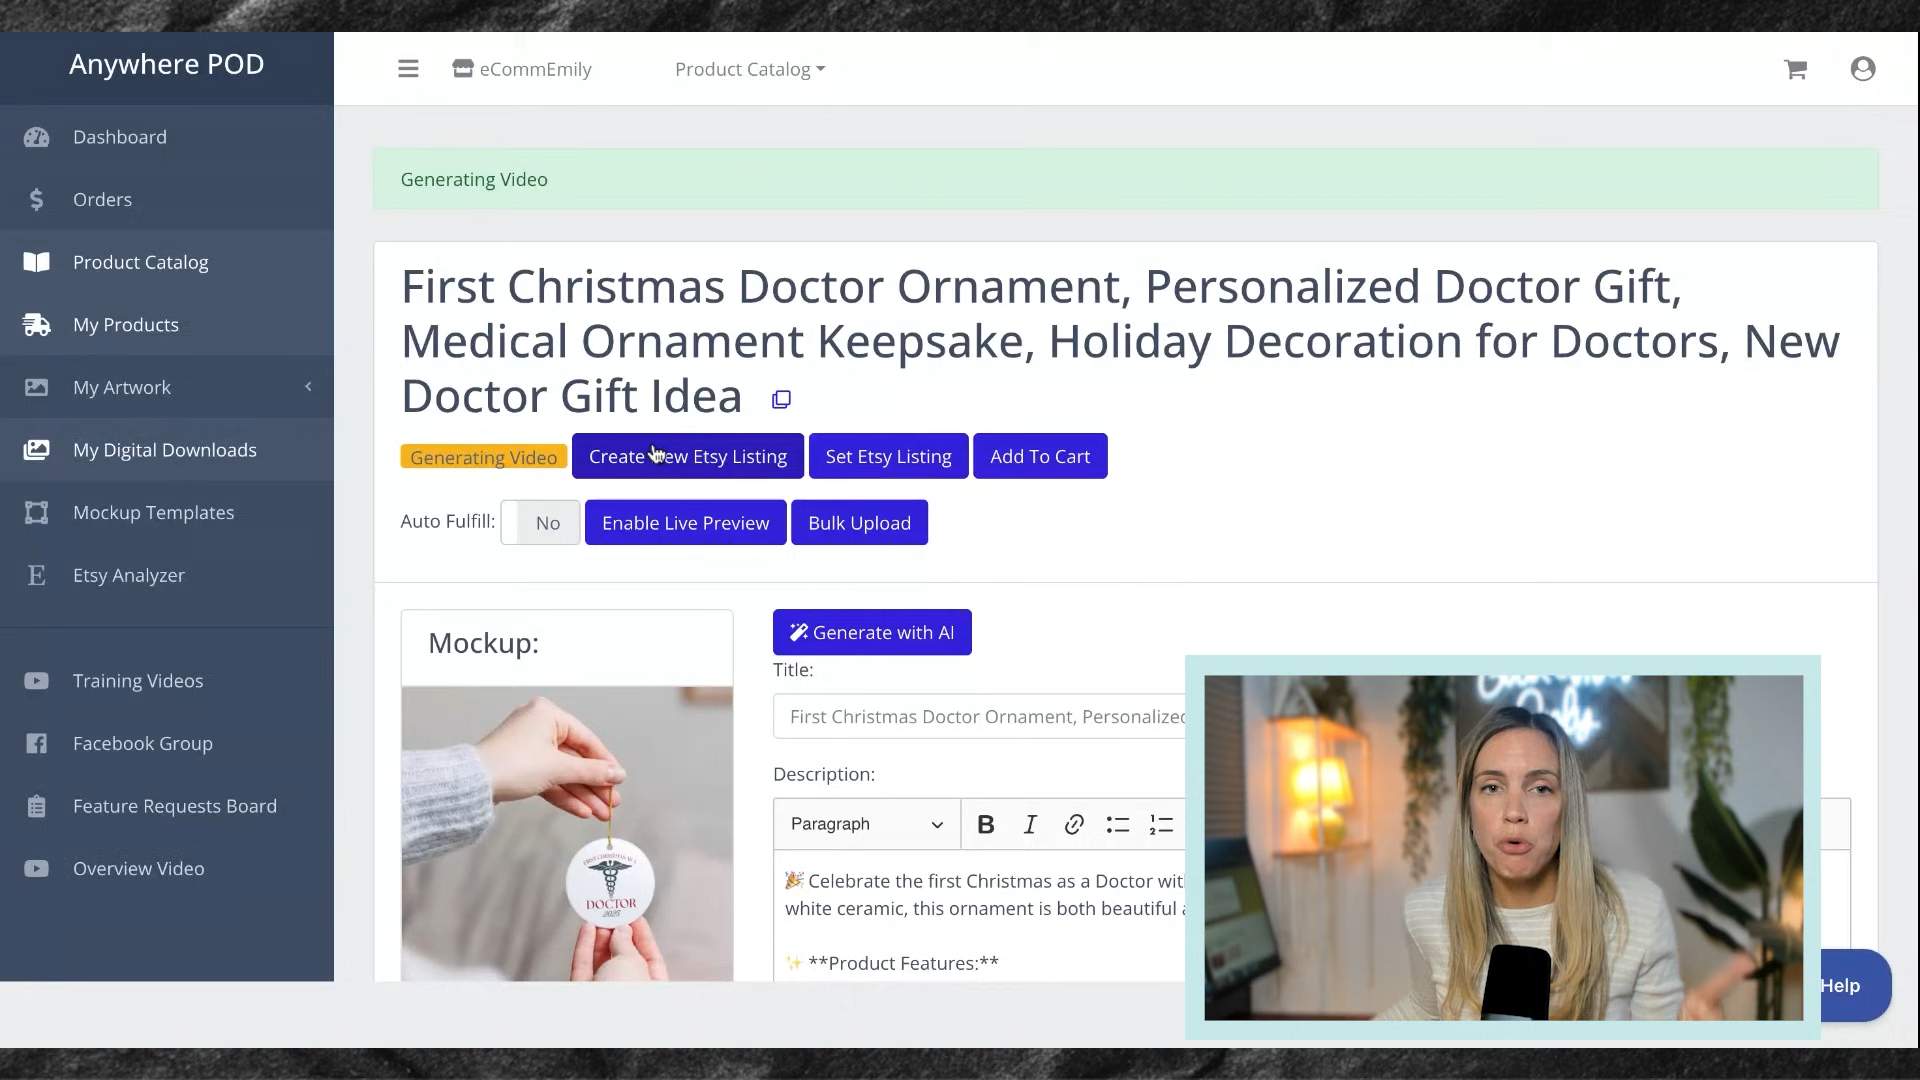 Anywhere POD
eCommEmily
Product Catalog
Dashboard
Orders
Product Catalog
My Products
My Artwork
My Digital Downloads
Mockup Templates
Etsy Analyzer
Training Videos
Facebook Group
Feature Requests Board
Overview Video
Generating Video
First Christmas Doctor Ornament, Personalized Doctor Gift,
Medical Ornament Keepsake, Holiday Decoration for Doctors, New
Doctor Gift Idea
Generating Video
Create New Etsy Listing
Set Etsy Listing
Add To Cart
Auto Fulfill:
No
Enable Live Preview
Bulk Upload
Mockup:
FIRST CHRISTMAS AS A
DOCTOR
2025
Generate with AI
Title:
First Christmas Doctor Ornament, Personalized
Description:
Paragraph
B I
🎉 Celebrate the first Christmas as a Doctor
white ceramic, this ornament is both beautiful
✨ **Product Features:**
Help